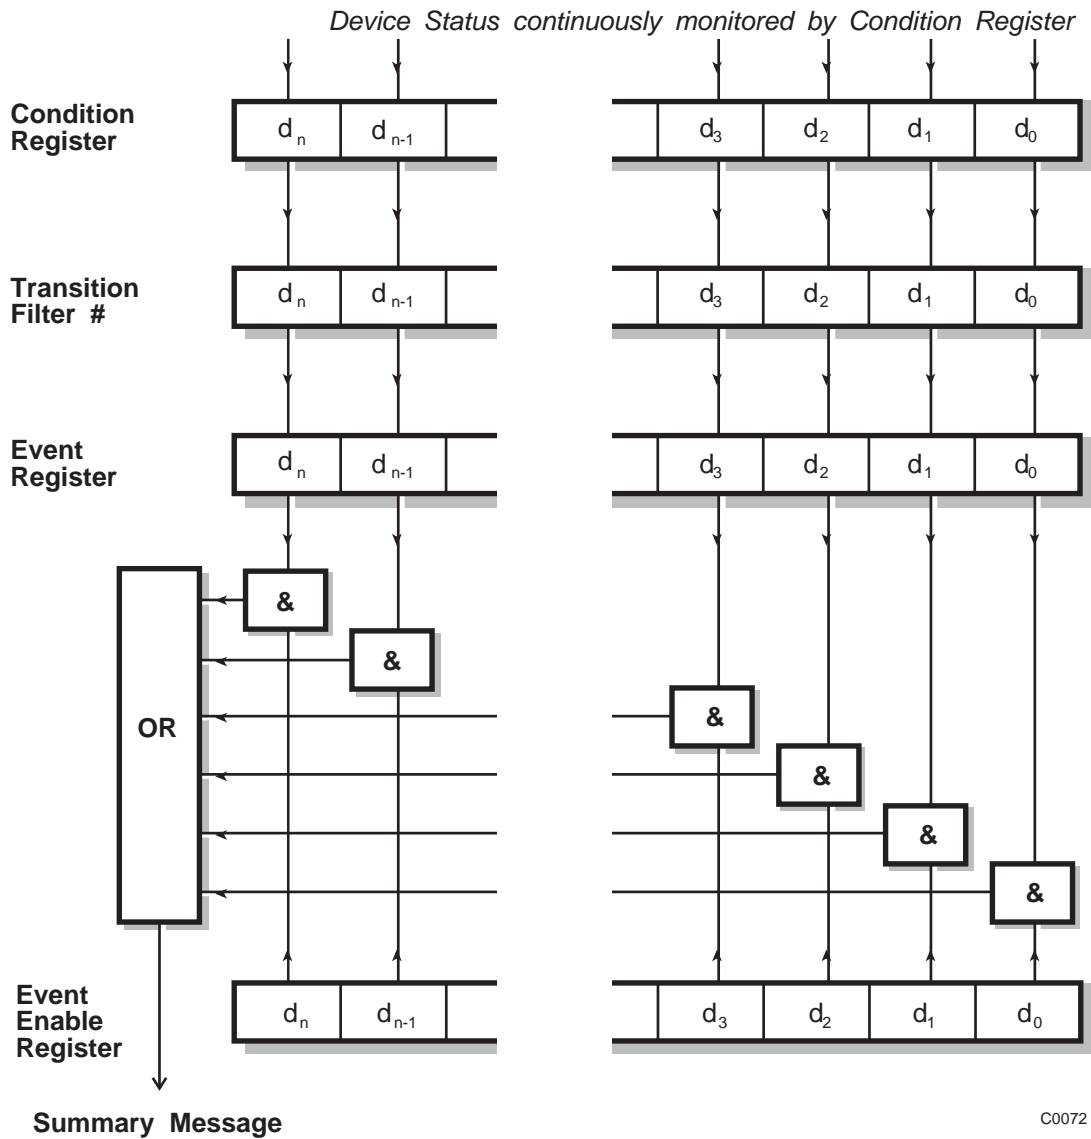 Device Status continuously monitored by Condition Register
Condition
Register
d n d n-1 d3 d2 d1 d0
Transition
Filter #
d n d n-1 d3 d2 d1 d0
Event
Register
d n d n-1 d3 d2 d1 d0
&
&
OR
&
&
&
&
Event
Enable
Register
dn dn-1 d3 d2 d1 d0
Summary Message
C0072